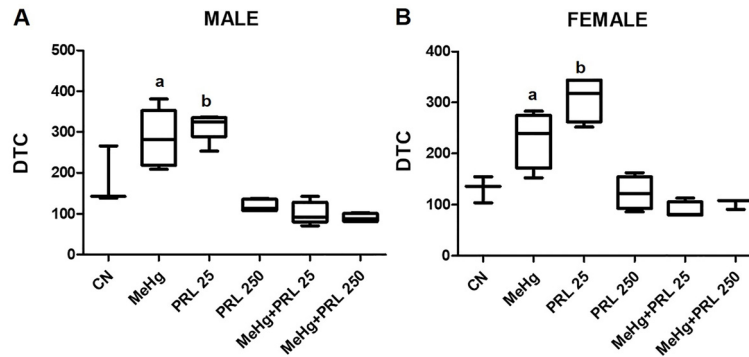 A
MALE
DTC
500
400
300
200
100
0
a
b
CN
MeHg
PRL 25
PRL 250
MeHg+PRL 25
MeHg+PRL 250
B
FEMALE
DTC
400
300
200
100
0
a
b
CN
MeHg
PRL 25
PRL 250
MeHg+PRL 25
MeHg+PRL 250